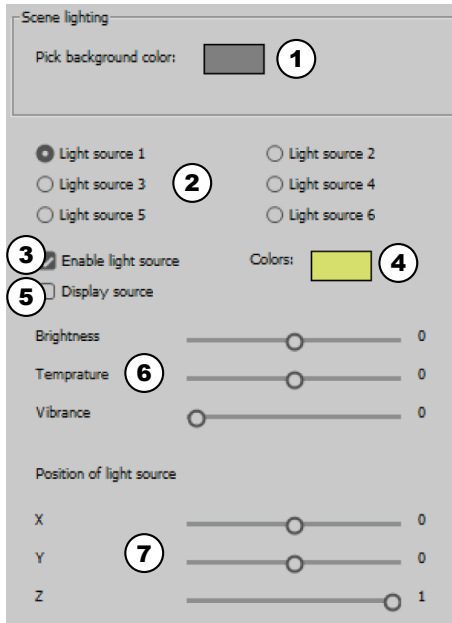 Scene lighting
Pick background color: 1
Light source 1 Light source 2
Light source 3 2 Light source 4
Light source 5 Light source 6
3 Enable light source Colors: 4
5 Display source
Brightness 0
Temprature 6 0
Vibrance 0
Position of light source
X 0
Y 7 0
Z 1